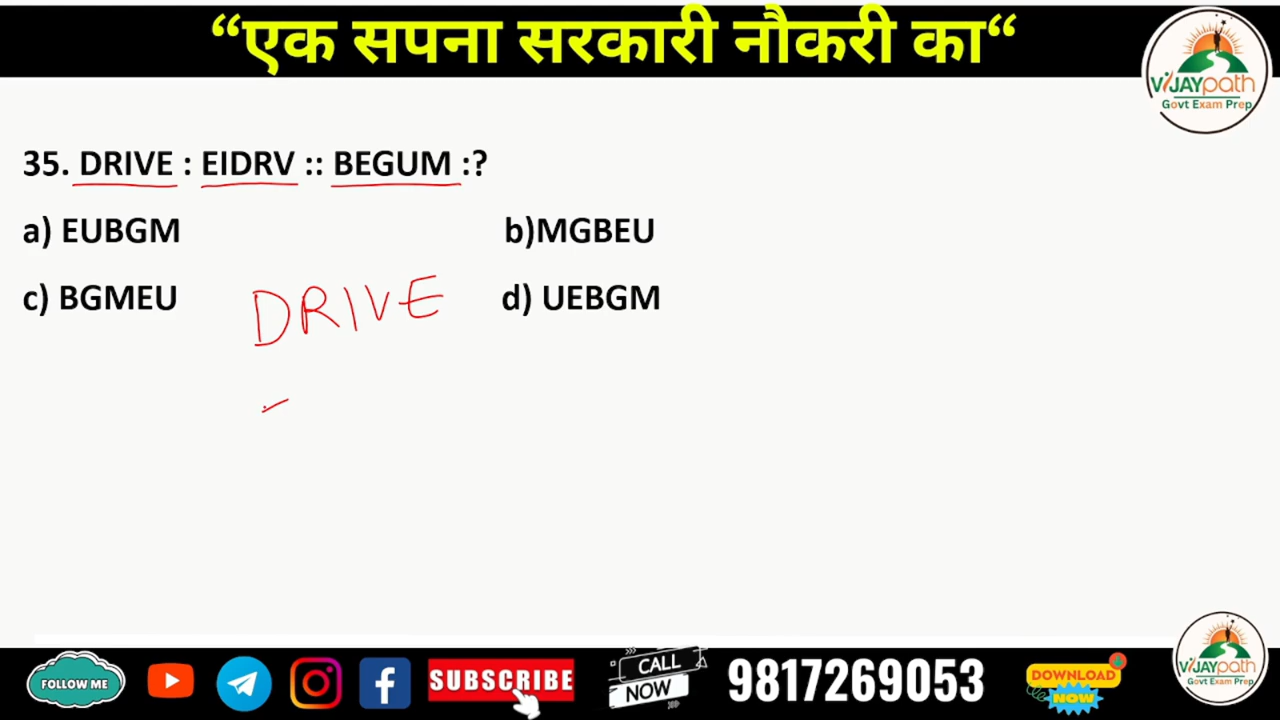 “एक सपना सरकारी नौकरी का“
VIJAYpath
Govt Exam Prep
35. DRIVE : EIDRV :: BEGUM :?
a) EUBGM
b)MGBEU
c) BGMEU
d) UEBGM
DRIVE
VIJAYpath
Govt Exam Prep
FOLLOW ME
SUBSCRIBE
CALL
NOW
9817269053
DOWNLOAD
NOW